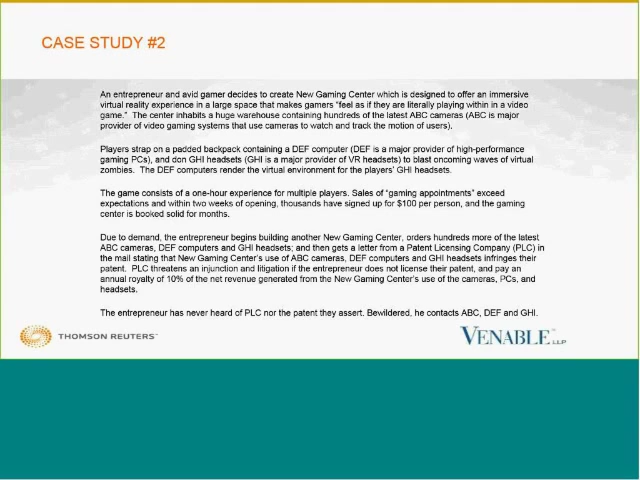 CASE STUDY #2
An entrepreneur and avid gamer decides to create New Gaming Center which is designed to offer an immersive
virtual reality experience in a large space that makes gamers "feel as if they are literally playing within in a video
game." The center inhabits a huge warehouse containing hundreds of the latest ABC cameras (ABC is major
provider of video gaming systems that use cameras to watch and track the motion of users).
Players strap on a padded backpack containing a DEF computer (DEF is a major provider of high-performance
gaming PCs), and don GHI headsets (GHI is a major provider of VR headsets) to blast oncoming waves of virtual
zombies. The DEF computers render the virtual environment for the players' GHI headsets.
The game consists of a one-hour experience for multiple players. Sales of "gaming appointments" exceed
expectations and within two weeks of opening, thousands have signed up for $100 per person, and the gaming
center is booked solid for months.
Due to demand, the entrepreneur begins building another New Gaming Center, orders hundreds more of the latest
ABC cameras, DEF computers and GHI headsets; and then gets a letter from a Patent Licensing Company (PLC) in
the mail stating that New Gaming Center's use of ABC cameras, DEF computers and GHI headsets infringes their
patent. PLC threatens an injunction and litigation if the entrepreneur does not license their patent, and pay an
annual royalty of 10% of the net revenue generated from the New Gaming Center's use of the cameras, PCs, and
headsets.
The entrepreneur has never heard of PLC nor the patent they assert. Bewildered, he contacts ABC, DEF and GHI.
THOMSON REUTERS™
VENABLE LLP